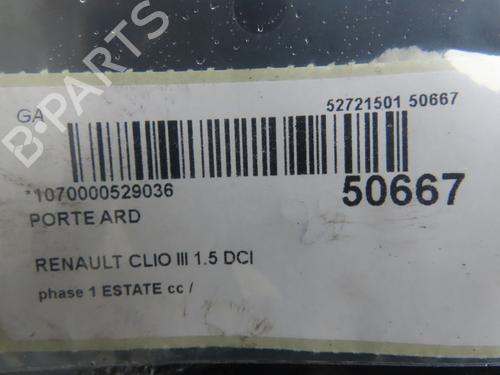 GA 52721501 50667
*1070000529036 50667
PORTE ARD
RENAULT CLIO III 1.5 DCI
phase 1 ESTATE cc /
B-PARTS